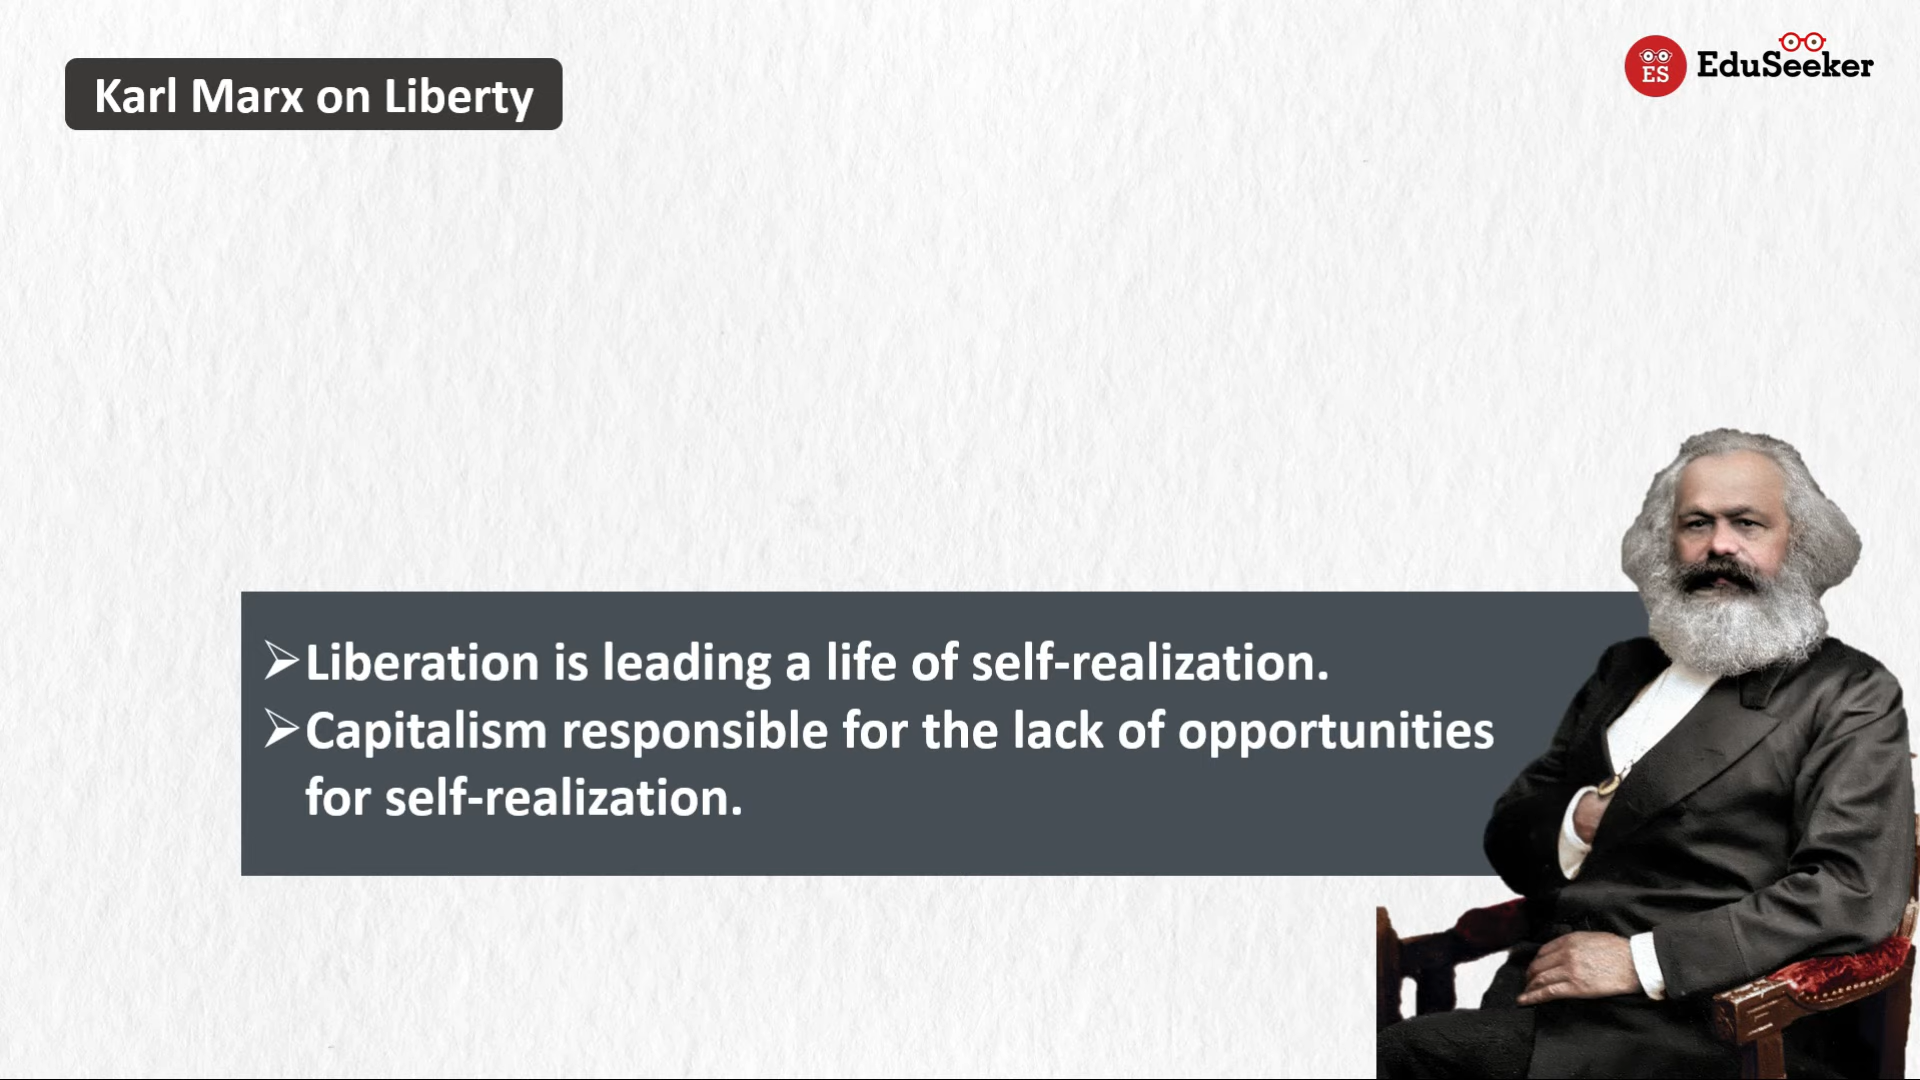 Karl Marx on Liberty
ES
EduSeeker
➢Liberation is leading a life of self-realization.
➢Capitalism responsible for the lack of opportunities
for self-realization.